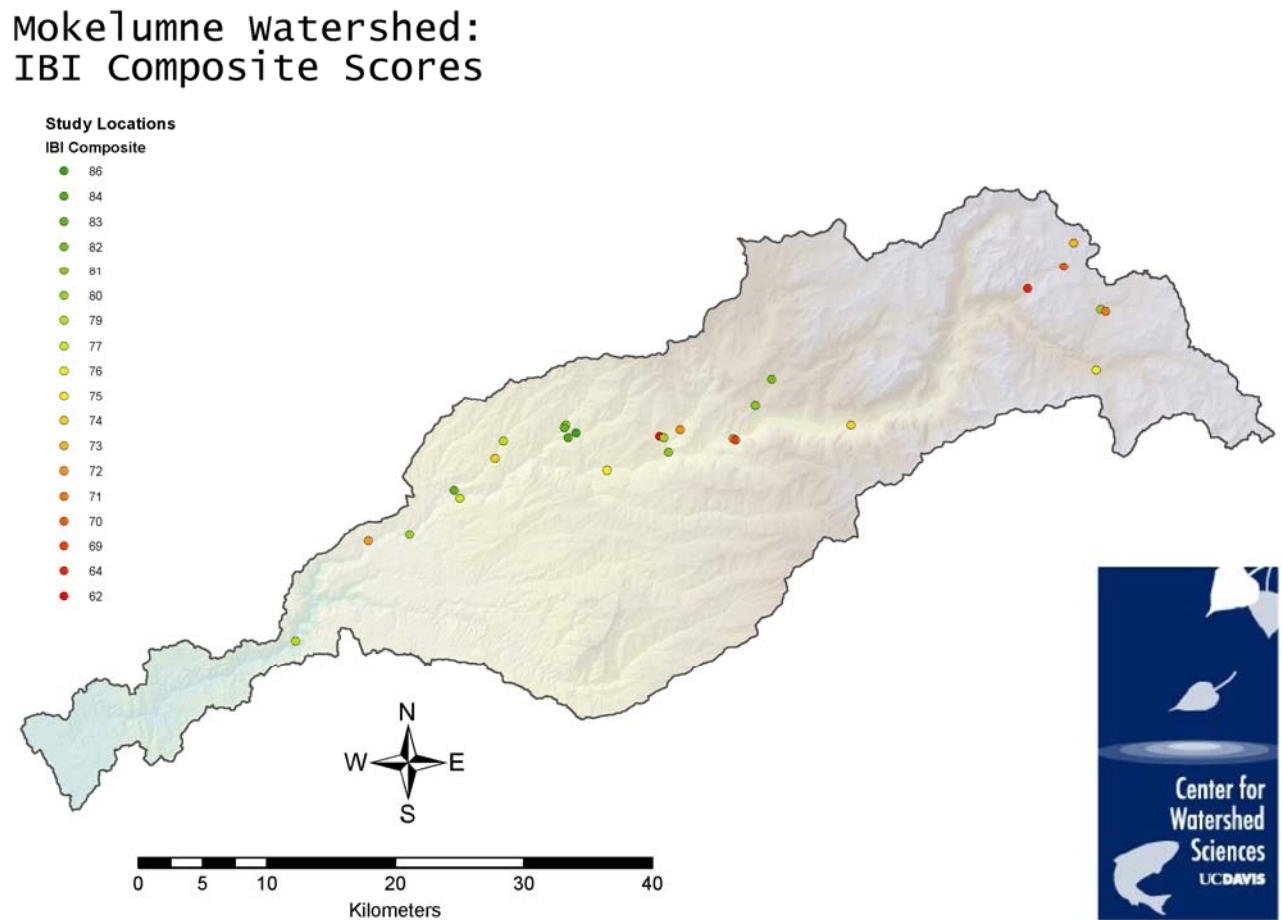 Mokelumne Watershed:
IBI Composite Scores
Study Locations
IBI Composite
86
84
83
82
81
80
79
77
76
75
74
73
72
71
70
69
64
62
N
W E
S
0 5 10 20 30 40
Kilometers
Center for
Watershed
Sciences
UCDAVIS